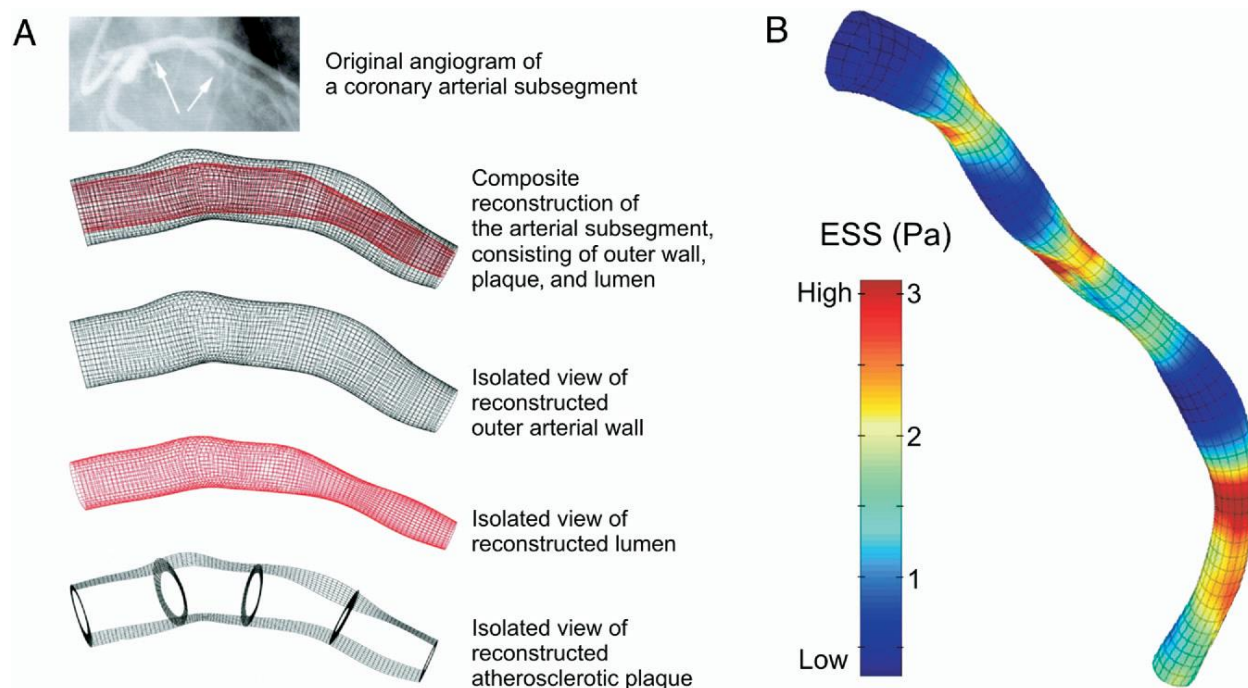 A
Original angiogram of
a coronary arterial subsegment
Composite
reconstruction of
the arterial subsegment,
consisting of outer wall,
plaque, and lumen
Isolated view of
reconstructed
outer arterial wall
Isolated view of
reconstructed lumen
Isolated view of
reconstructed
atherosclerotic plaque
B
ESS (Pa)
High
3
2
1
Low